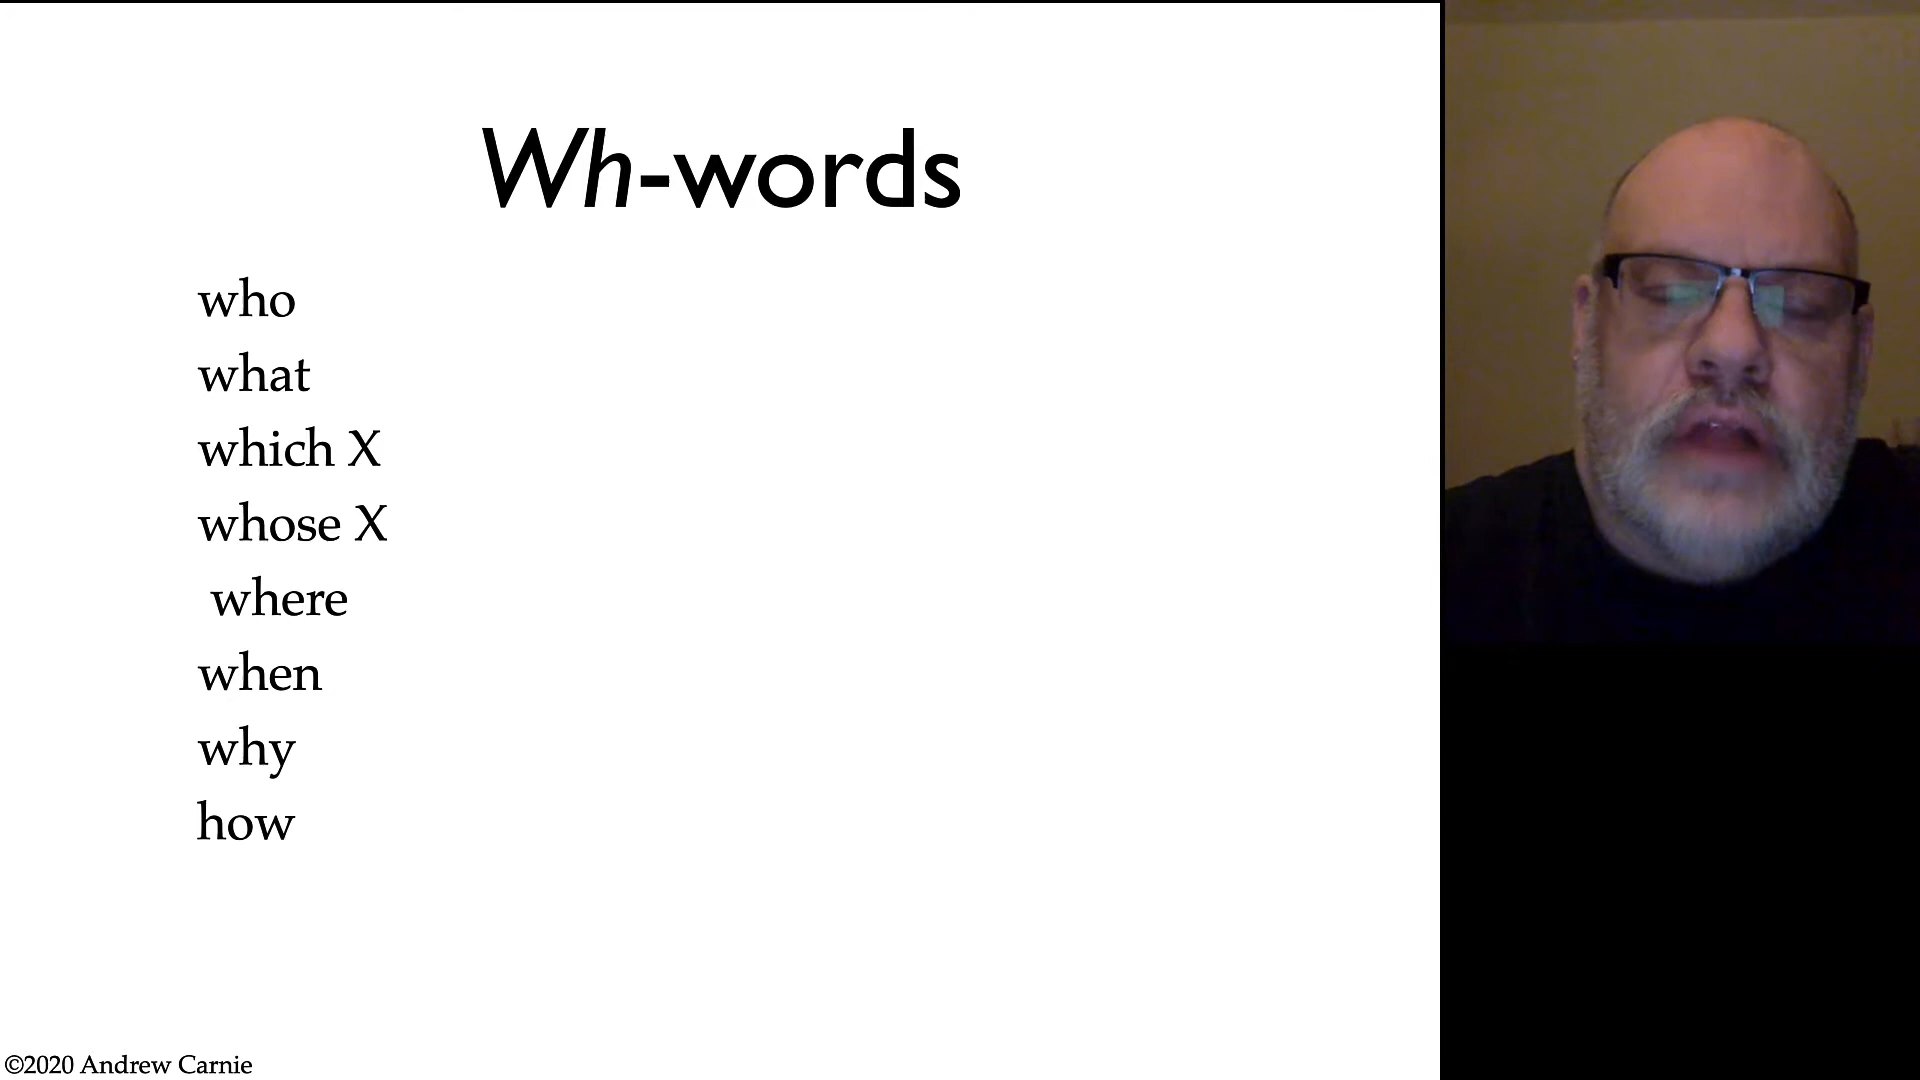 Wh-words
who
what
which X
whose X
where
when
why
how
©2020 Andrew Carnie